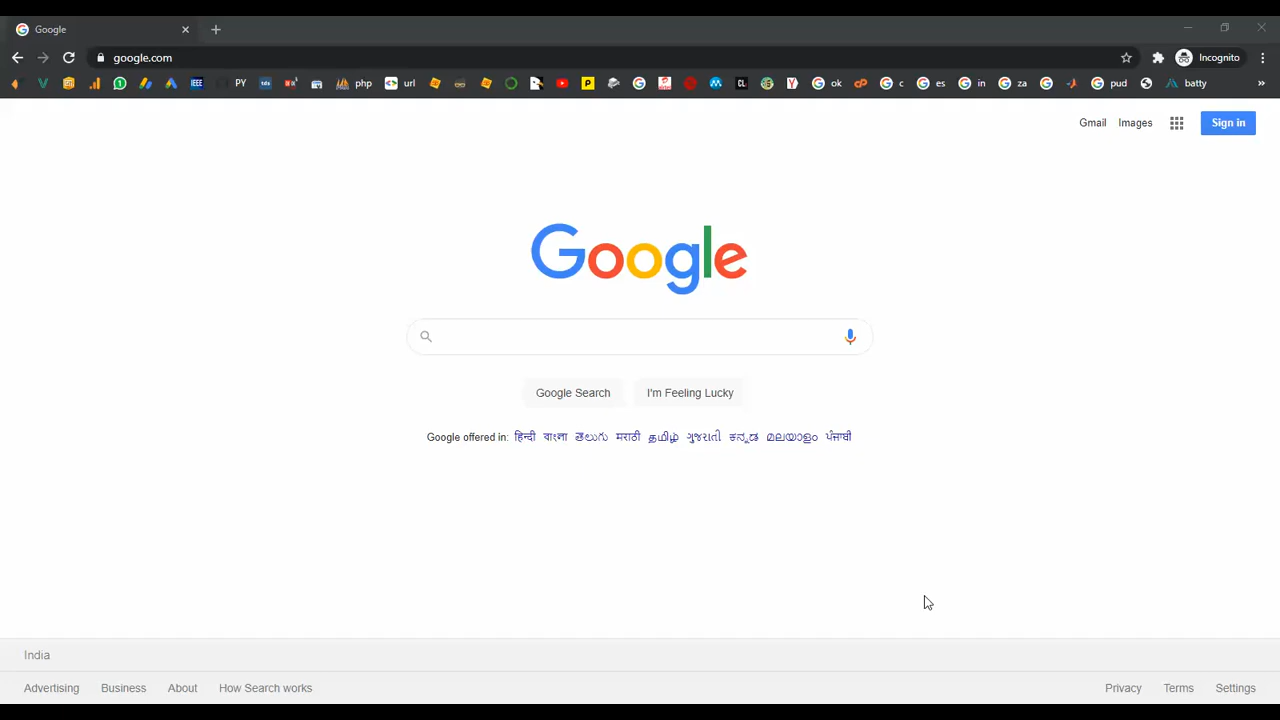 Google
google.com
Incognito
PY php url ok c es in za pud batty
Gmail Images Sign in
Google
Google Search I'm Feeling Lucky
Google offered in: हिन्दी বাংলা తెలుగు मराठी தமிழ் ગુજરાતી ಕನ್ನಡ മലയാളം ਪੰਜਾਬੀ
India
Advertising Business About How Search works Privacy Terms Settings